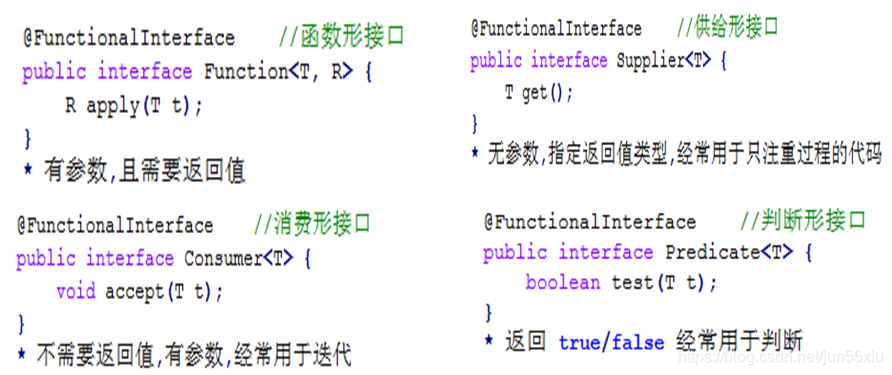 @FunctionalInterface //函数形接口
public interface Function<T, R> {
R apply(T t);
}
* 有参数,且需要返回值
@FunctionalInterface //供给形接口
public interface Supplier<T> {
T get();
}
* 无参数,指定返回值类型,经常用于只注重过程的代码
@FunctionalInterface //消费形接口
public interface Consumer<T> {
void accept(T t);
}
* 不需要返回值,有参数,经常用于迭代
@FunctionalInterface //判断形接口
public interface Predicate<T> {
boolean test(T t);
}
* 返回 true/false 经常用于判断
https://blog.csdn.net/jun55xiu